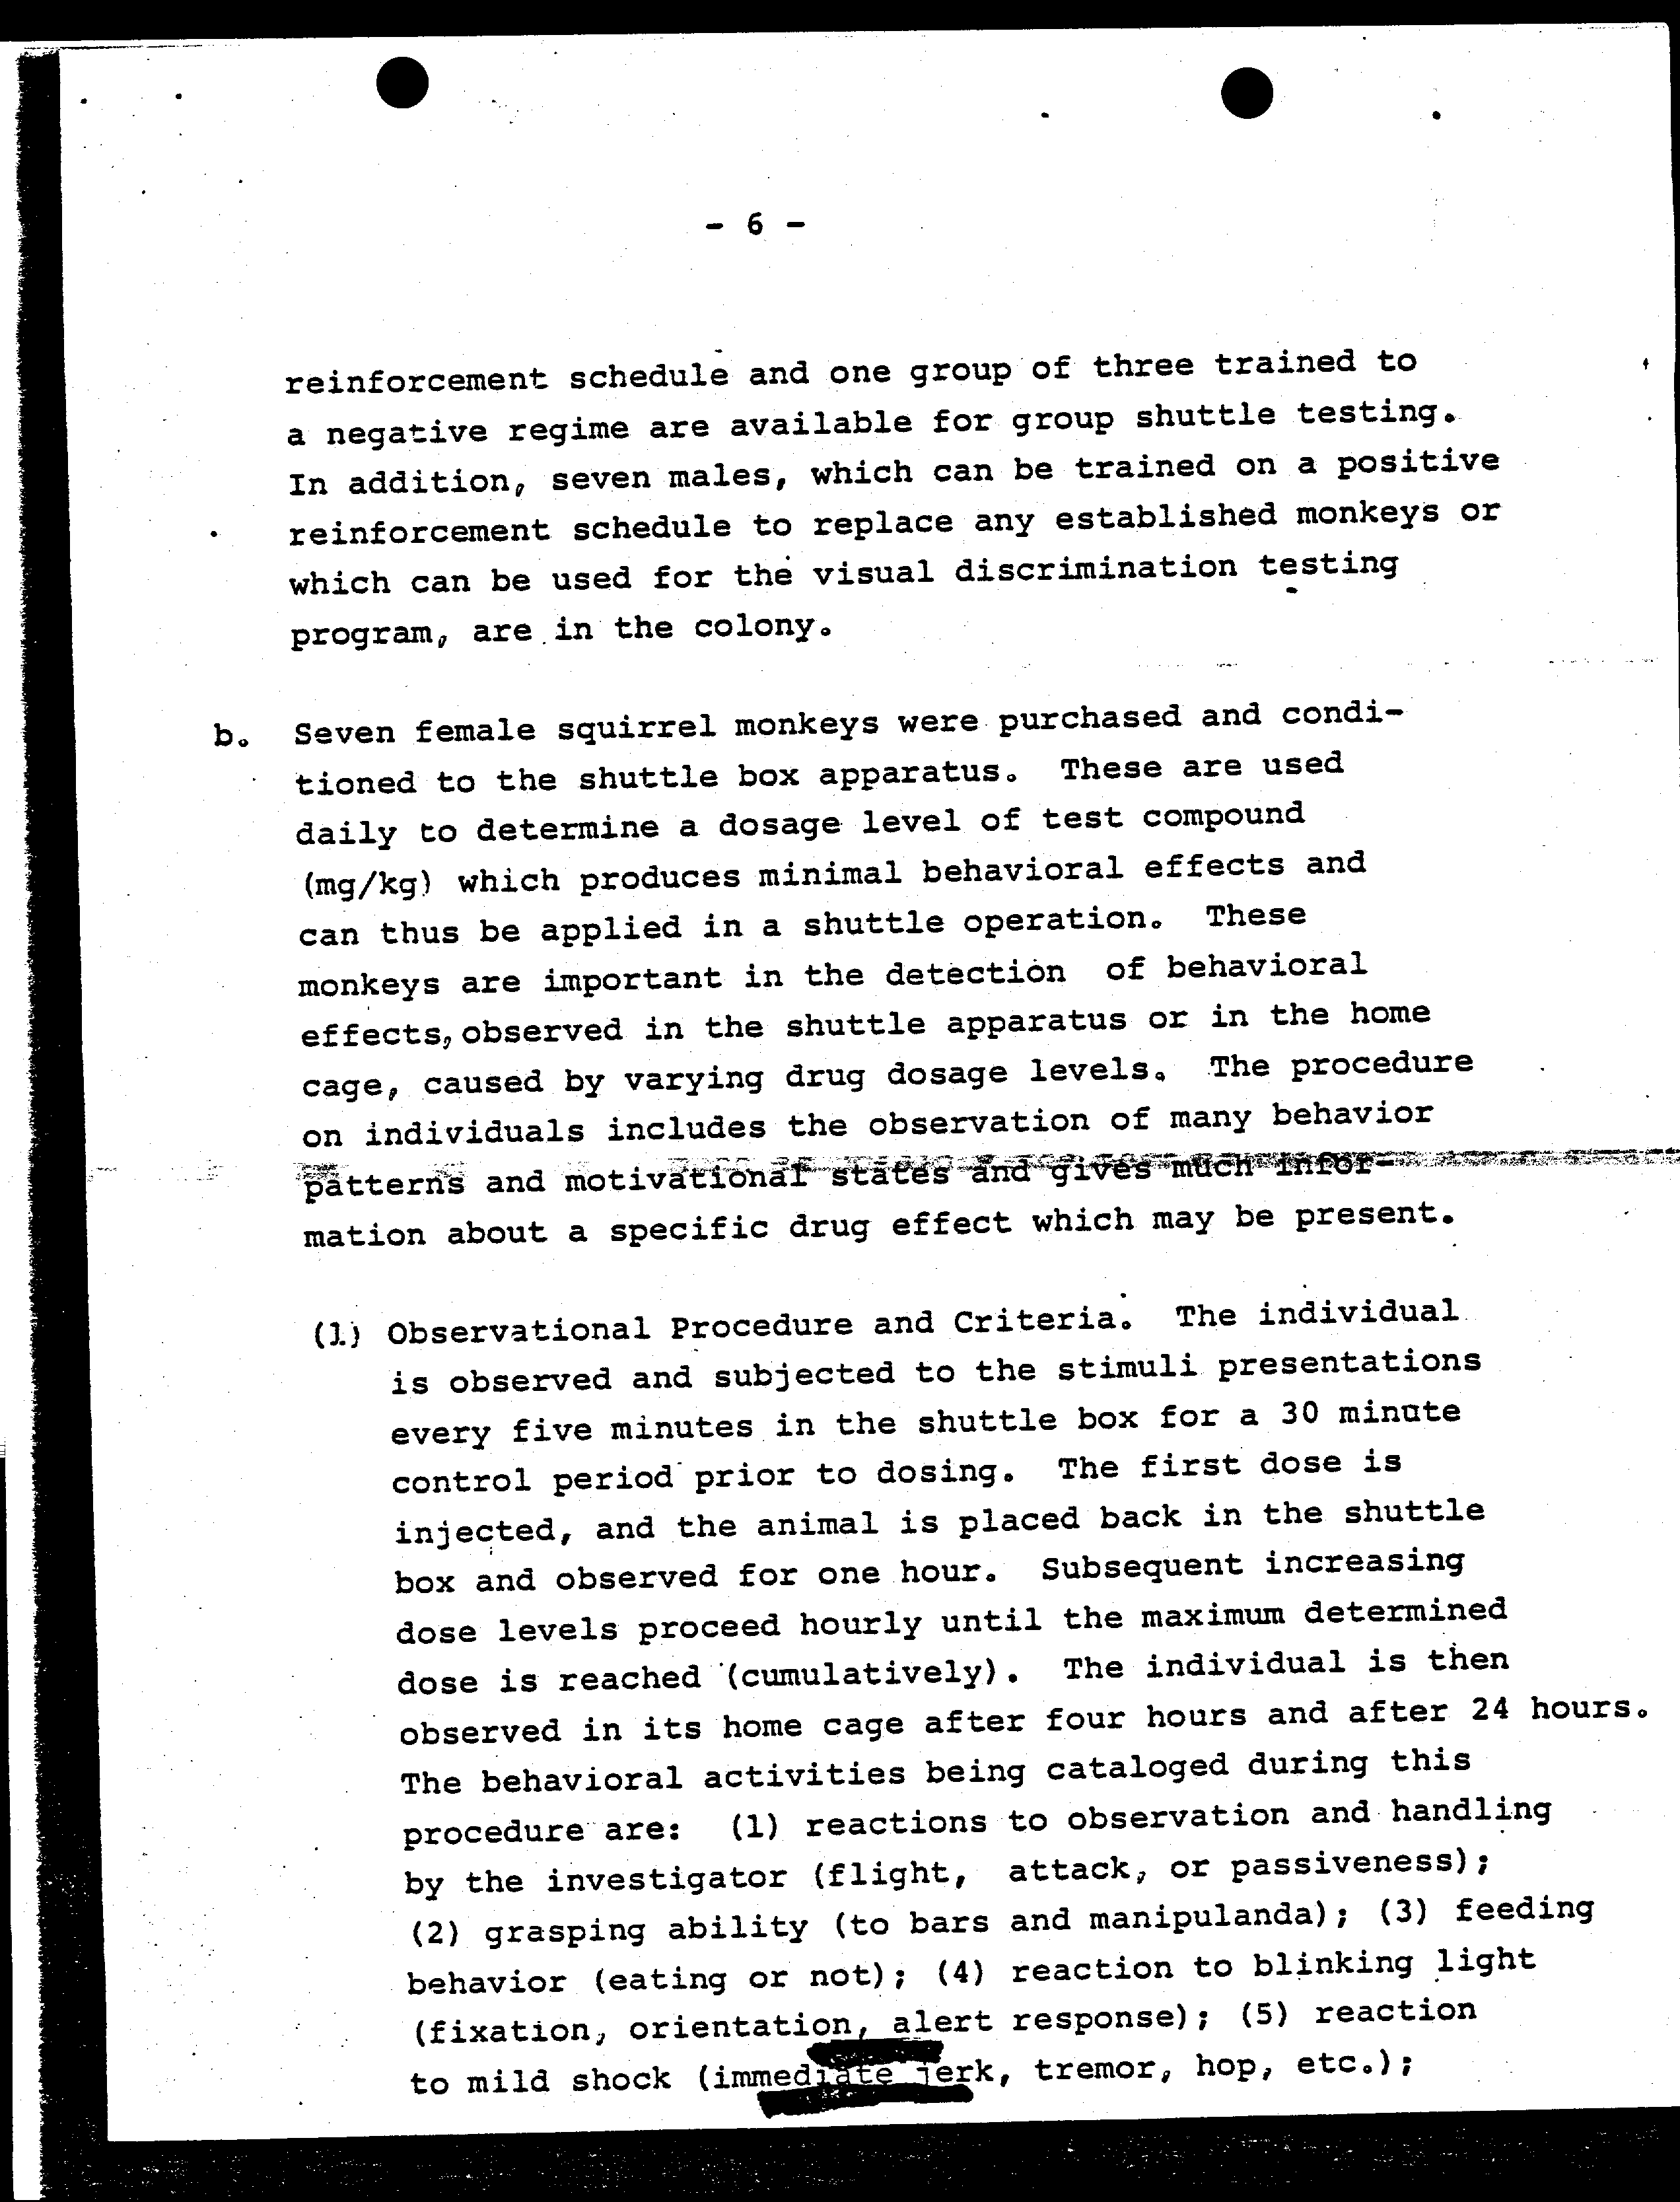 - 6 -
reinforcement schedule and one group of three trained to
a negative regime are available for group shuttle testing.
In addition, seven males, which can be trained on a positive
reinforcement schedule to replace any established monkeys or
which can be used for the visual discrimination testing
program, are in the colony.
b. Seven female squirrel monkeys were purchased and condi-
tioned to the shuttle box apparatus. These are used
daily to determine a dosage level of test compound
(mg/kg) which produces minimal behavioral effects and
can thus be applied in a shuttle operation. These
monkeys are important in the detection of behavioral
effects, observed in the shuttle apparatus or in the home
cage, caused by varying drug dosage levels. The procedure
on individuals includes the observation of many behavior
patterns and motivational states and gives much infor-
mation about a specific drug effect which may be present.
(1) Observational Procedure and Criteria. The individual
is observed and subjected to the stimuli presentations
every five minutes in the shuttle box for a 30 minute
control period prior to dosing. The first dose is
injected, and the animal is placed back in the shuttle
box and observed for one hour. Subsequent increasing
dose levels proceed hourly until the maximum determined
dose is reached (cumulatively). The individual is then
observed in its home cage after four hours and after 24 hours.
The behavioral activities being cataloged during this
procedure are: (1) reactions to observation and handling
by the investigator (flight, attack, or passiveness);
(2) grasping ability (to bars and manipulanda); (3) feeding
behavior (eating or not); (4) reaction to blinking light
(fixation, orientation, alert response); (5) reaction
to mild shock (immediate jerk, tremor, hop, etc.);